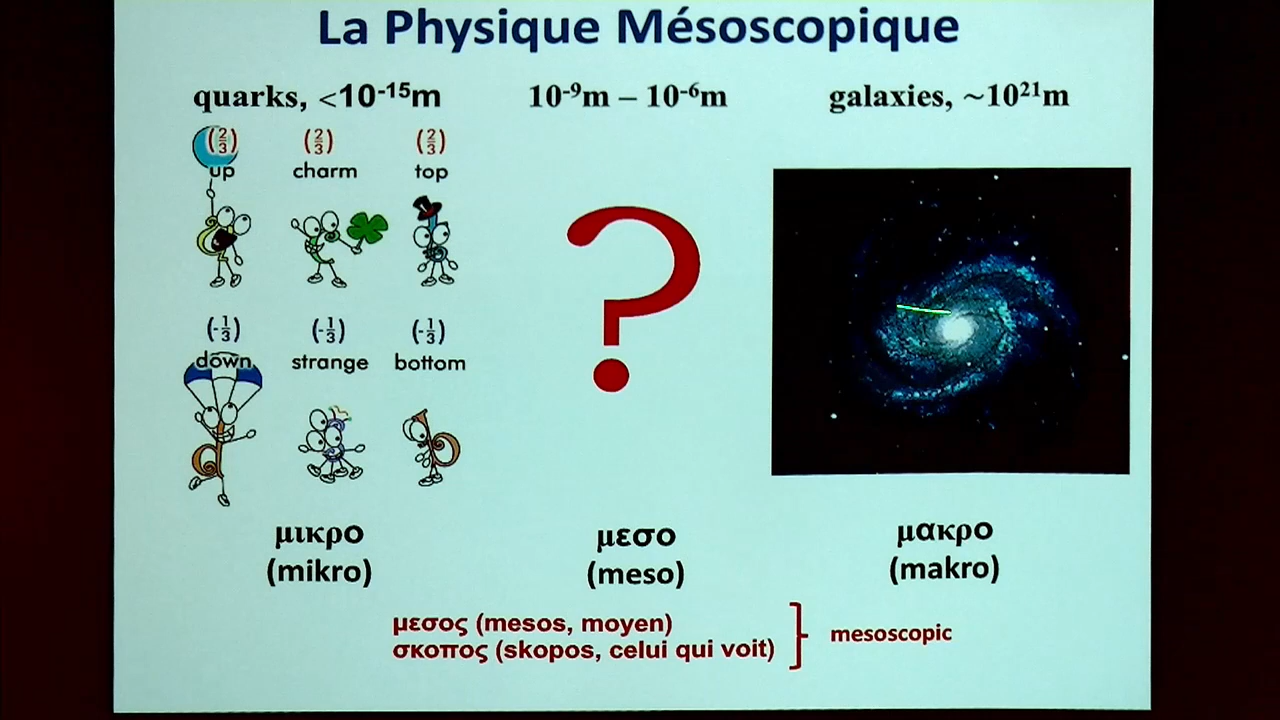 La Physique Mésoscopique
quarks, <10⁻¹⁵m
10⁻⁹m – 10⁻⁶m
galaxies, ~10²¹m
(2/3)
(2/3)
(2/3)
up
charm
top
?
(-1/3)
(-1/3)
(-1/3)
down
strange
bottom
μικρο
(mikro)
μεσο
(meso)
μακρο
(makro)
μεσος (mesos, moyen)
σκοπος (skopos, celui qui voit)
mesoscopic